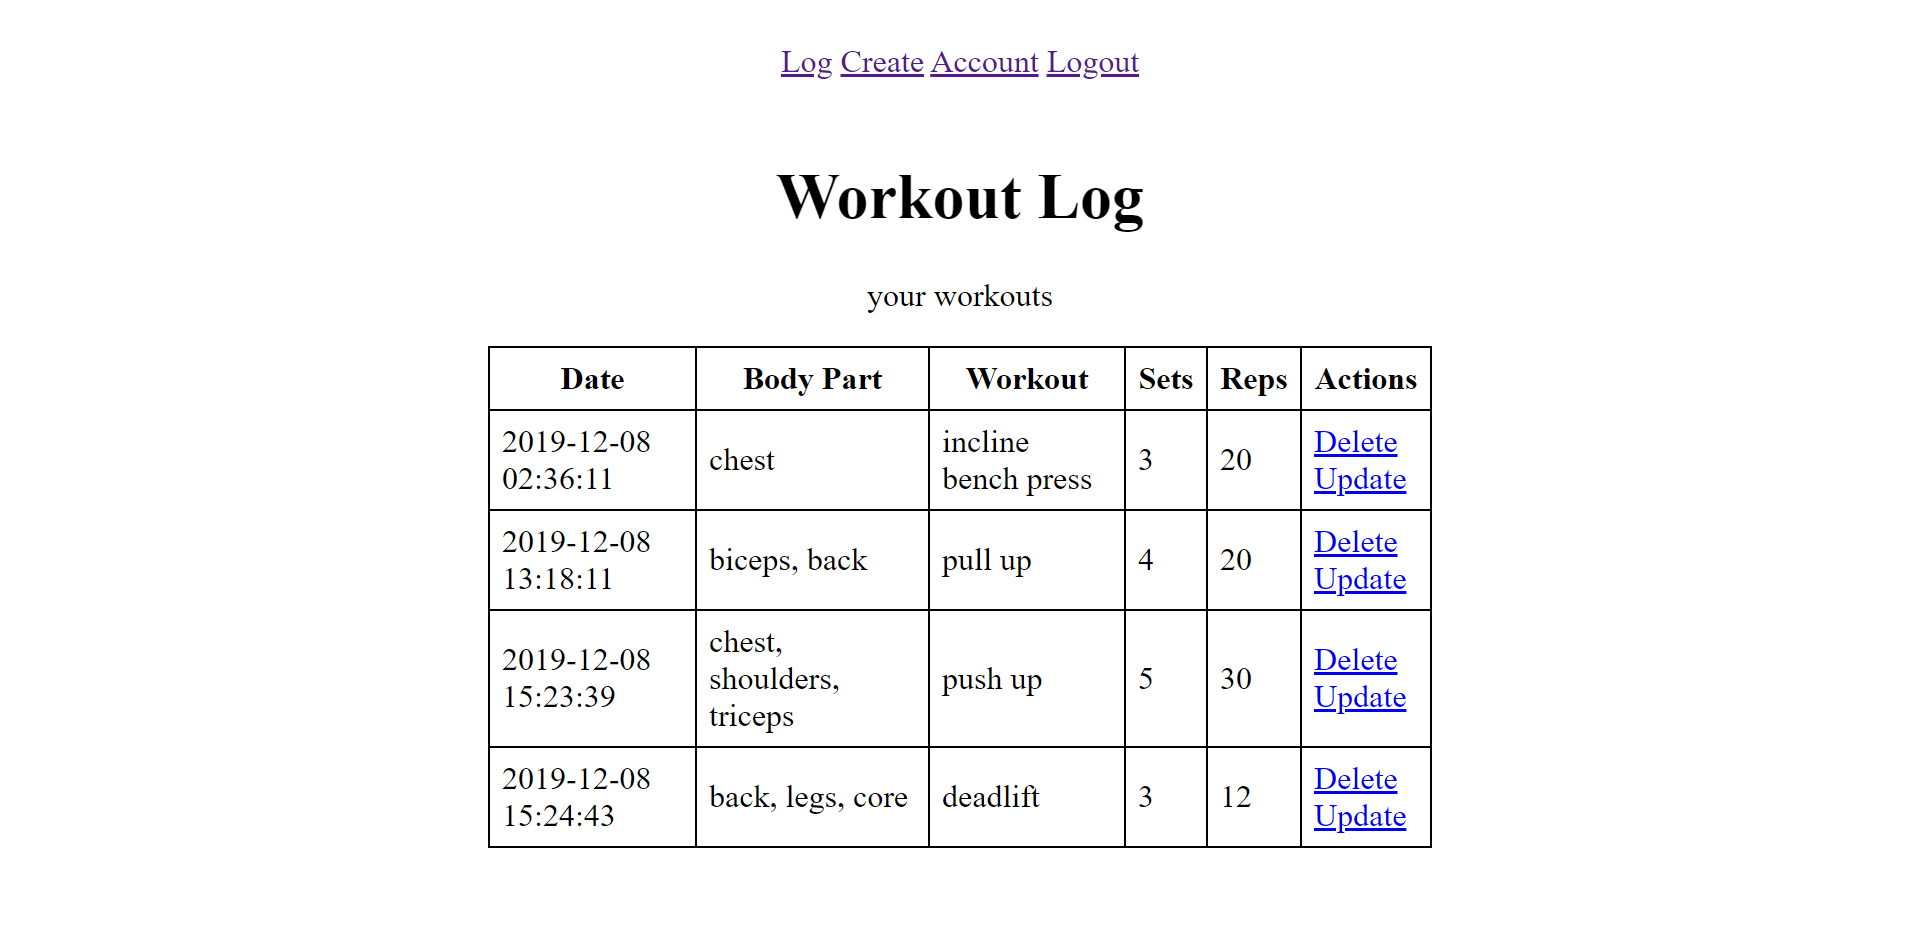 Log Create Account Logout
Workout Log
your workouts
Date Body Part Workout Sets Reps Actions
2019-12-08 02:36:11 chest incline bench press 3 20 Delete Update
2019-12-08 13:18:11 biceps, back pull up 4 20 Delete Update
2019-12-08 15:23:39 chest, shoulders, triceps push up 5 30 Delete Update
2019-12-08 15:24:43 back, legs, core deadlift 3 12 Delete Update